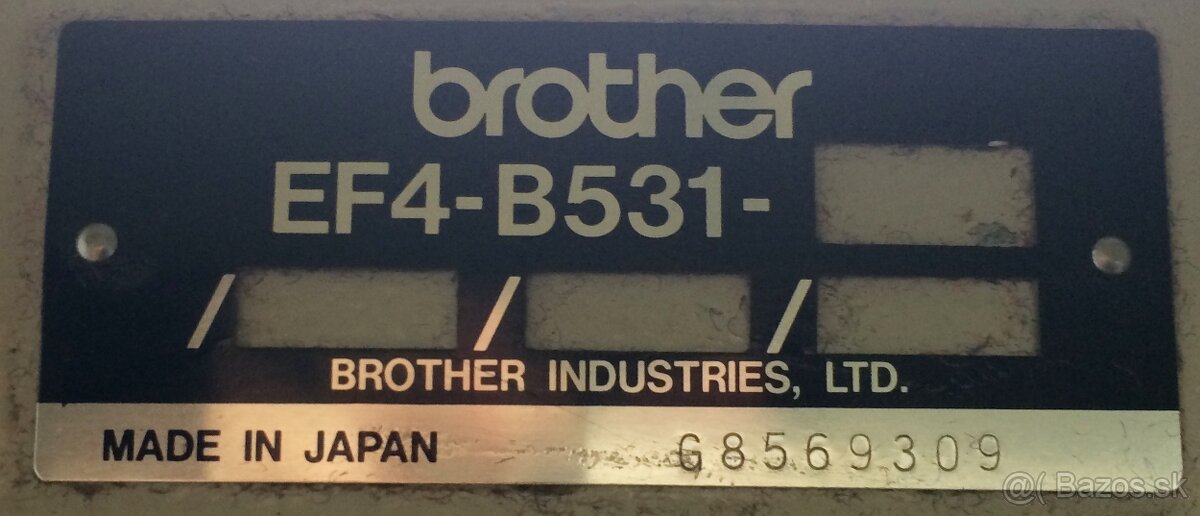 brother
EF4-B531-
/ / /
BROTHER INDUSTRIES, LTD.
MADE IN JAPAN G8569309
@( Bazos.sk